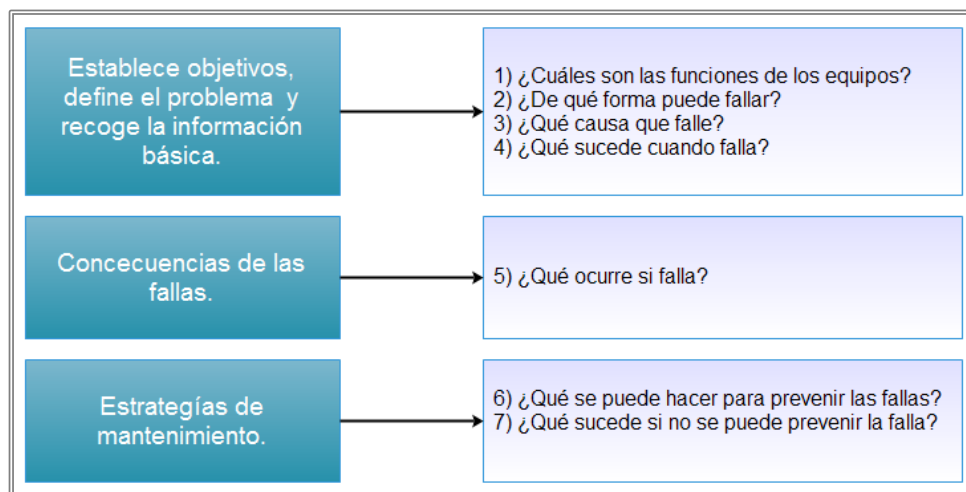 Establece objetivos,
define el problema y
recoge la información
básica.
1) ¿Cuáles son las funciones de los equipos?
2) ¿De qué forma puede fallar?
3) ¿Qué causa que falle?
4) ¿Qué sucede cuando falla?
Concecuencias de las
fallas.
5) ¿Qué ocurre si falla?
Estrategías de
mantenimiento.
6) ¿Qué se puede hacer para prevenir las fallas?
7) ¿Qué sucede si no se puede prevenir la falla?